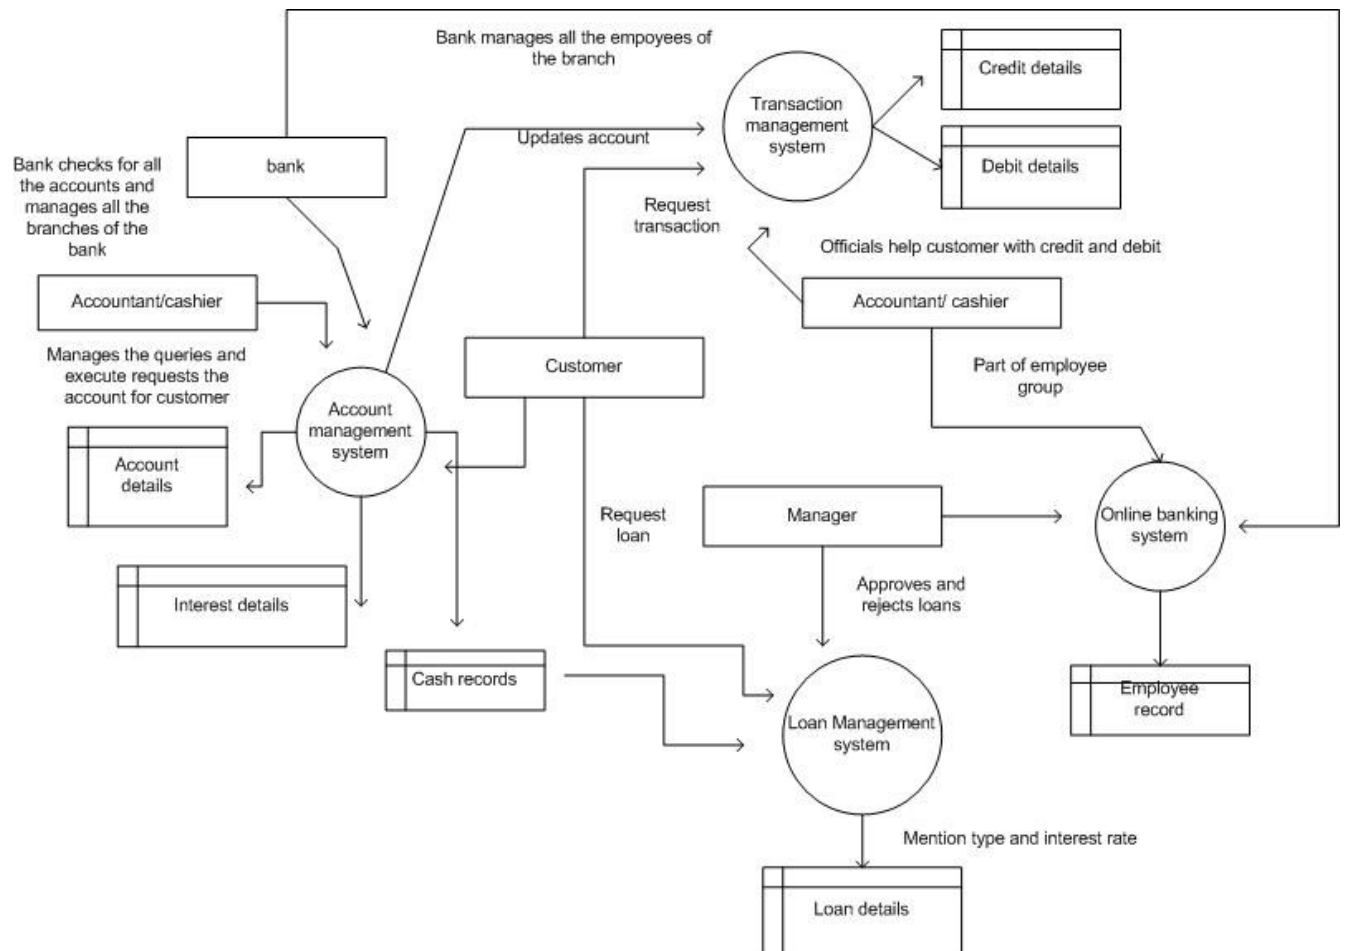 Bank manages all the empoyees of
the branch
Credit details
Transaction
management
system
Updates account
bank
Debit details
Bank checks for all
the accounts and
manages all the
branches of the
bank
Request
transaction
Officials help customer with credit and debit
Accountant/cashier
Accountant/ cashier
Manages the queries and
execute requests the
account for customer
Customer
Part of employee
group
Account
management
system
Account
details
Request
loan
Manager
Online banking
system
Interest details
Approves and
rejects loans
Cash records
Employee
record
Loan Management
system
Mention type and interest rate
Loan details